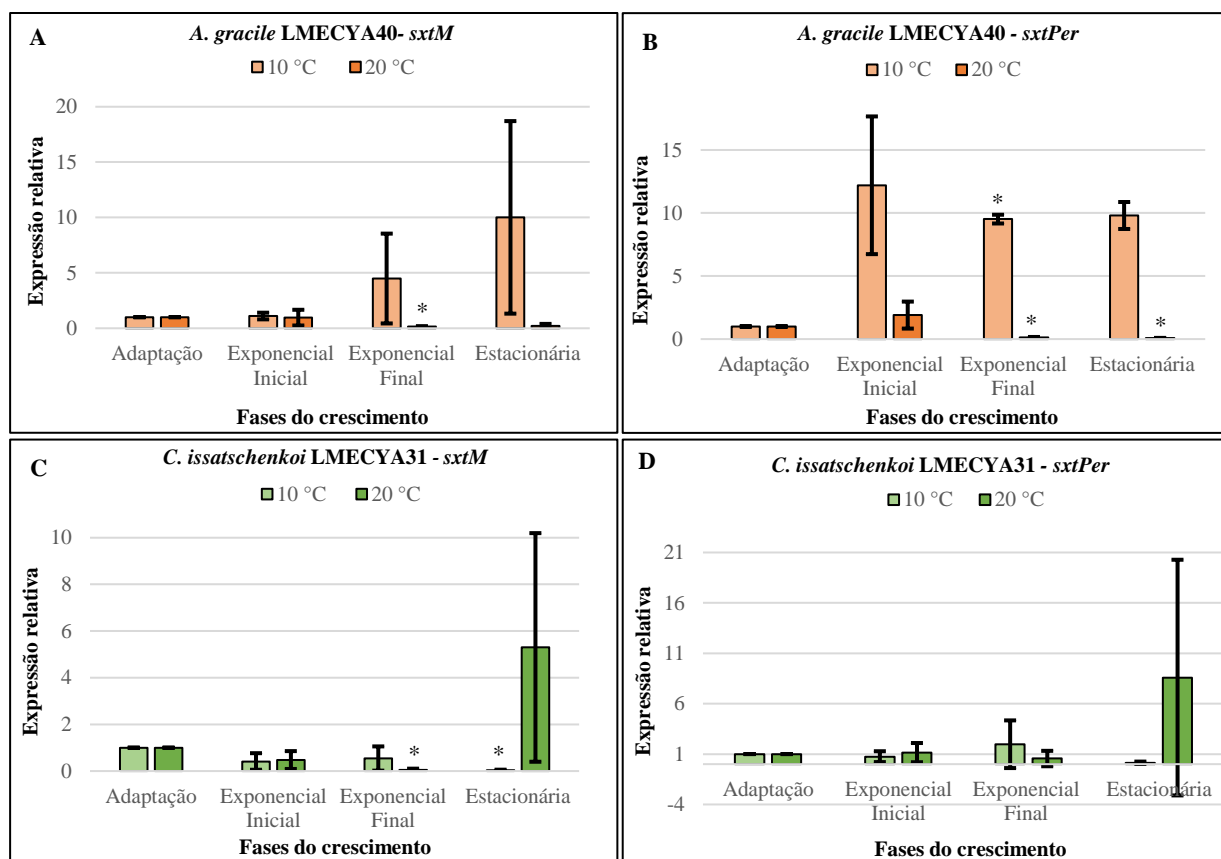 A
A. gracile LMECYA40- sxtM
10 °C 20 °C
Expressão relativa
20
15
10
5
0
*
Adaptação Exponencial Inicial Exponencial Final Estacionária
Fases do crescimento
B
A. gracile LMECYA40 - sxtPer
10 °C 20 °C
Expressão relativa
15
10
5
0
*
* *
Adaptação Exponencial Inicial Exponencial Final Estacionária
Fases do crescimento
C
C. issatschenkoi LMECYA31 - sxtM
10 °C 20 °C
Expressão relativa
10
8
6
4
2
0
* *
Adaptação Exponencial Inicial Exponencial Final Estacionária
Fases do crescimento
D
C. issatschenkoi LMECYA31 - sxtPer
10 °C 20 °C
Expressão relativa
21
16
11
6
1
-4
Adaptação Exponencial Inicial Exponencial Final Estacionária
Fases do crescimento